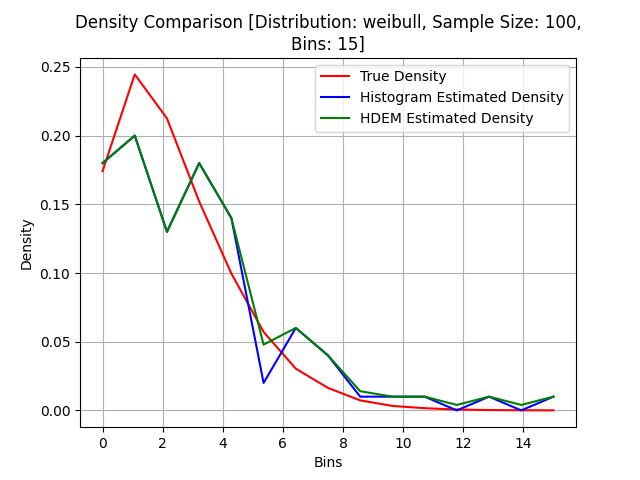 Density Comparison [Distribution: weibull, Sample Size: 100,
Bins: 15]
True Density
Histogram Estimated Density
HDEM Estimated Density
Density
0.25
0.20
0.15
0.10
0.05
0.00
0 2 4 6 8 10 12 14
Bins